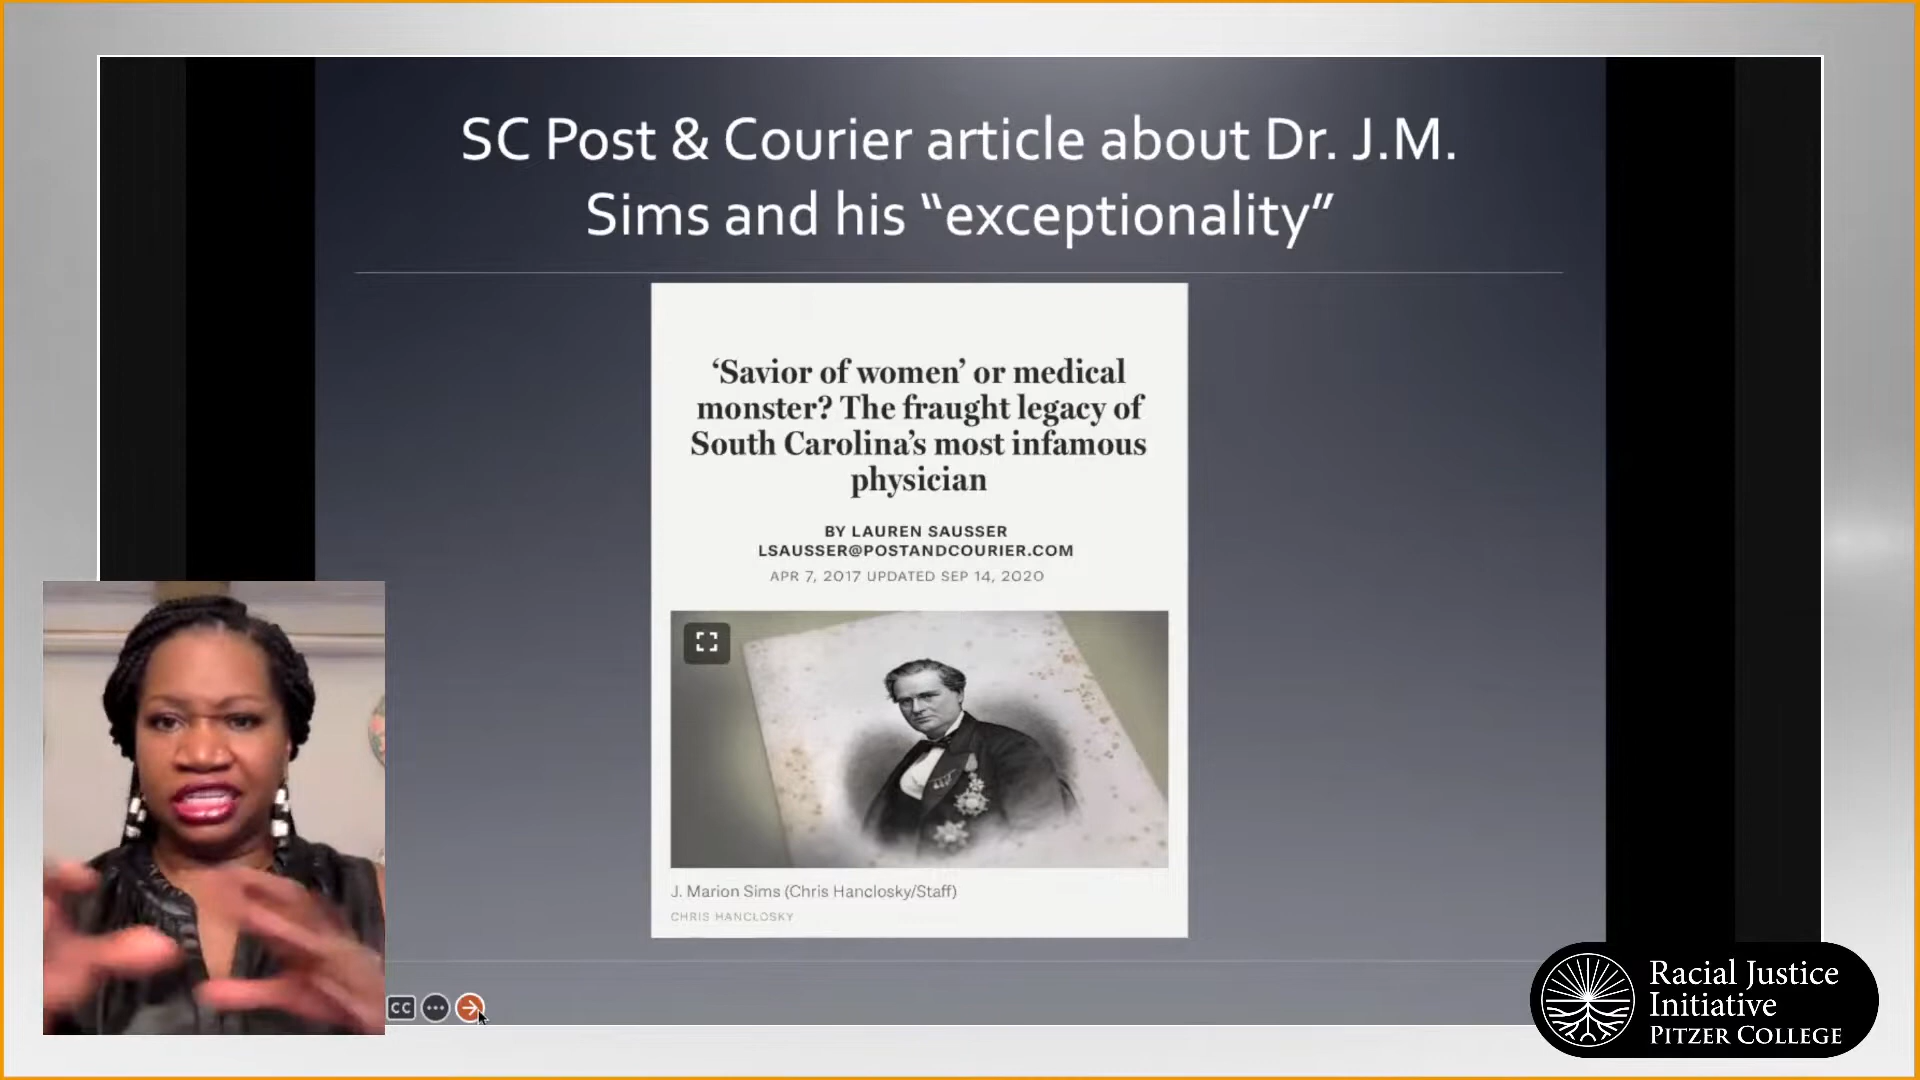 SC Post & Courier article about Dr. J.M.
Sims and his “exceptionality”
‘Savior of women’ or medical
monster? The fraught legacy of
South Carolina’s most infamous
physician
BY LAUREN SAUSSER
LSAUSSER@POSTANDCOURIER.COM
APR 7, 2017 UPDATED SEP 14, 2020
J. Marion Sims (Chris Hanclosky/Staff)
CHRIS HANCLOSKY
CC
Racial Justice
Initiative
PITZER COLLEGE